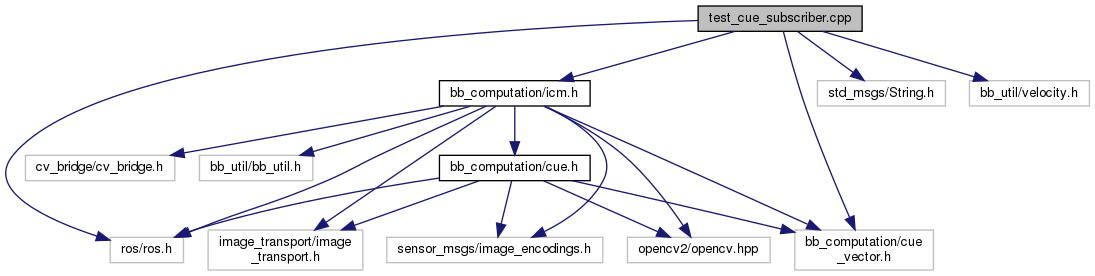 test_cue_subscriber.cpp
bb_computation/icm.h
std_msgs/String.h
bb_util/velocity.h
cv_bridge/cv_bridge.h
bb_util/bb_util.h
bb_computation/cue.h
ros/ros.h
image_transport/image
_transport.h
sensor_msgs/image_encodings.h
opencv2/opencv.hpp
bb_computation/cue
_vector.h